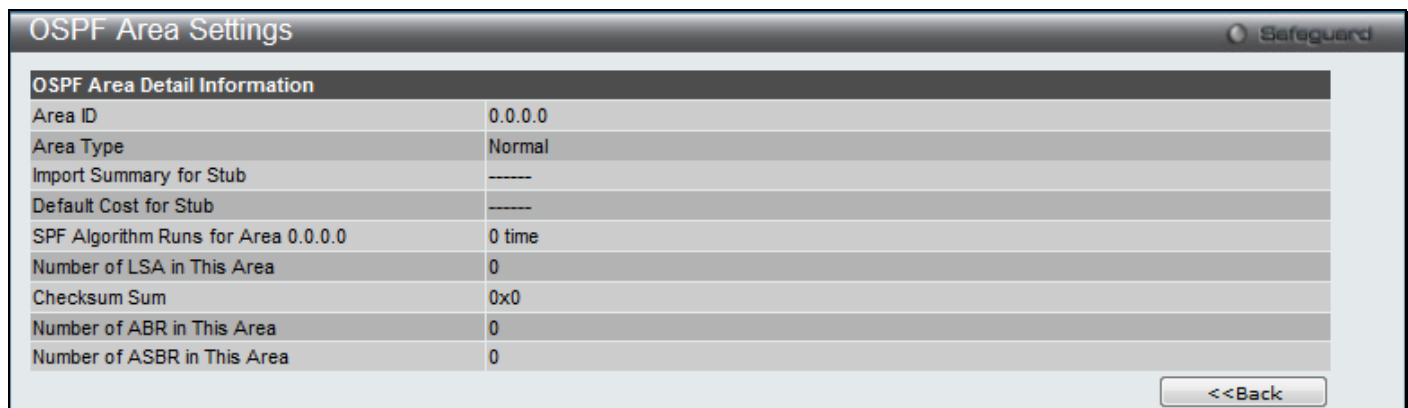 OSPF Area Settings
Safeguard
OSPF Area Detail Information
Area ID 0.0.0.0
Area Type Normal
Import Summary for Stub ------
Default Cost for Stub ------
SPF Algorithm Runs for Area 0.0.0.0 0 time
Number of LSA in This Area 0
Checksum Sum 0x0
Number of ABR in This Area 0
Number of ASBR in This Area 0
<<Back